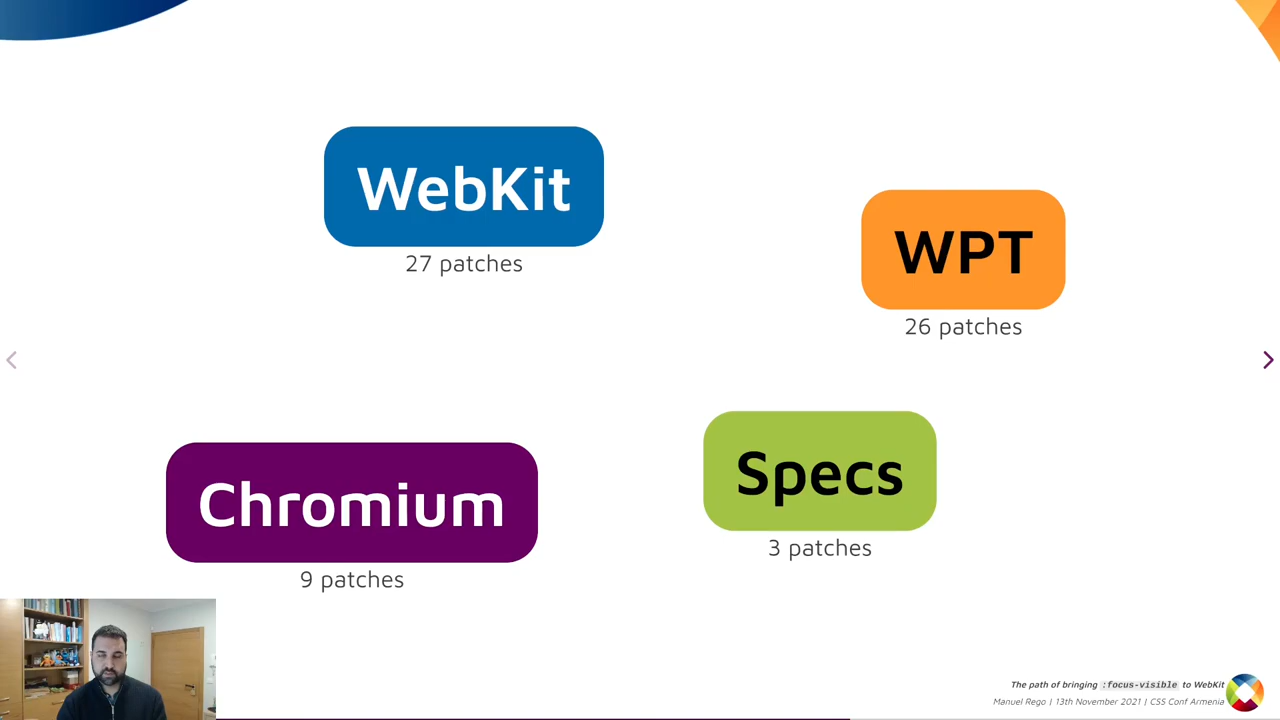 WebKit
27 patches
WPT
26 patches
Chromium
9 patches
Specs
3 patches
The path of bringing :focus-visible to WebKit
Manuel Rego | 13th November 2021 | CSS Conf Armenia